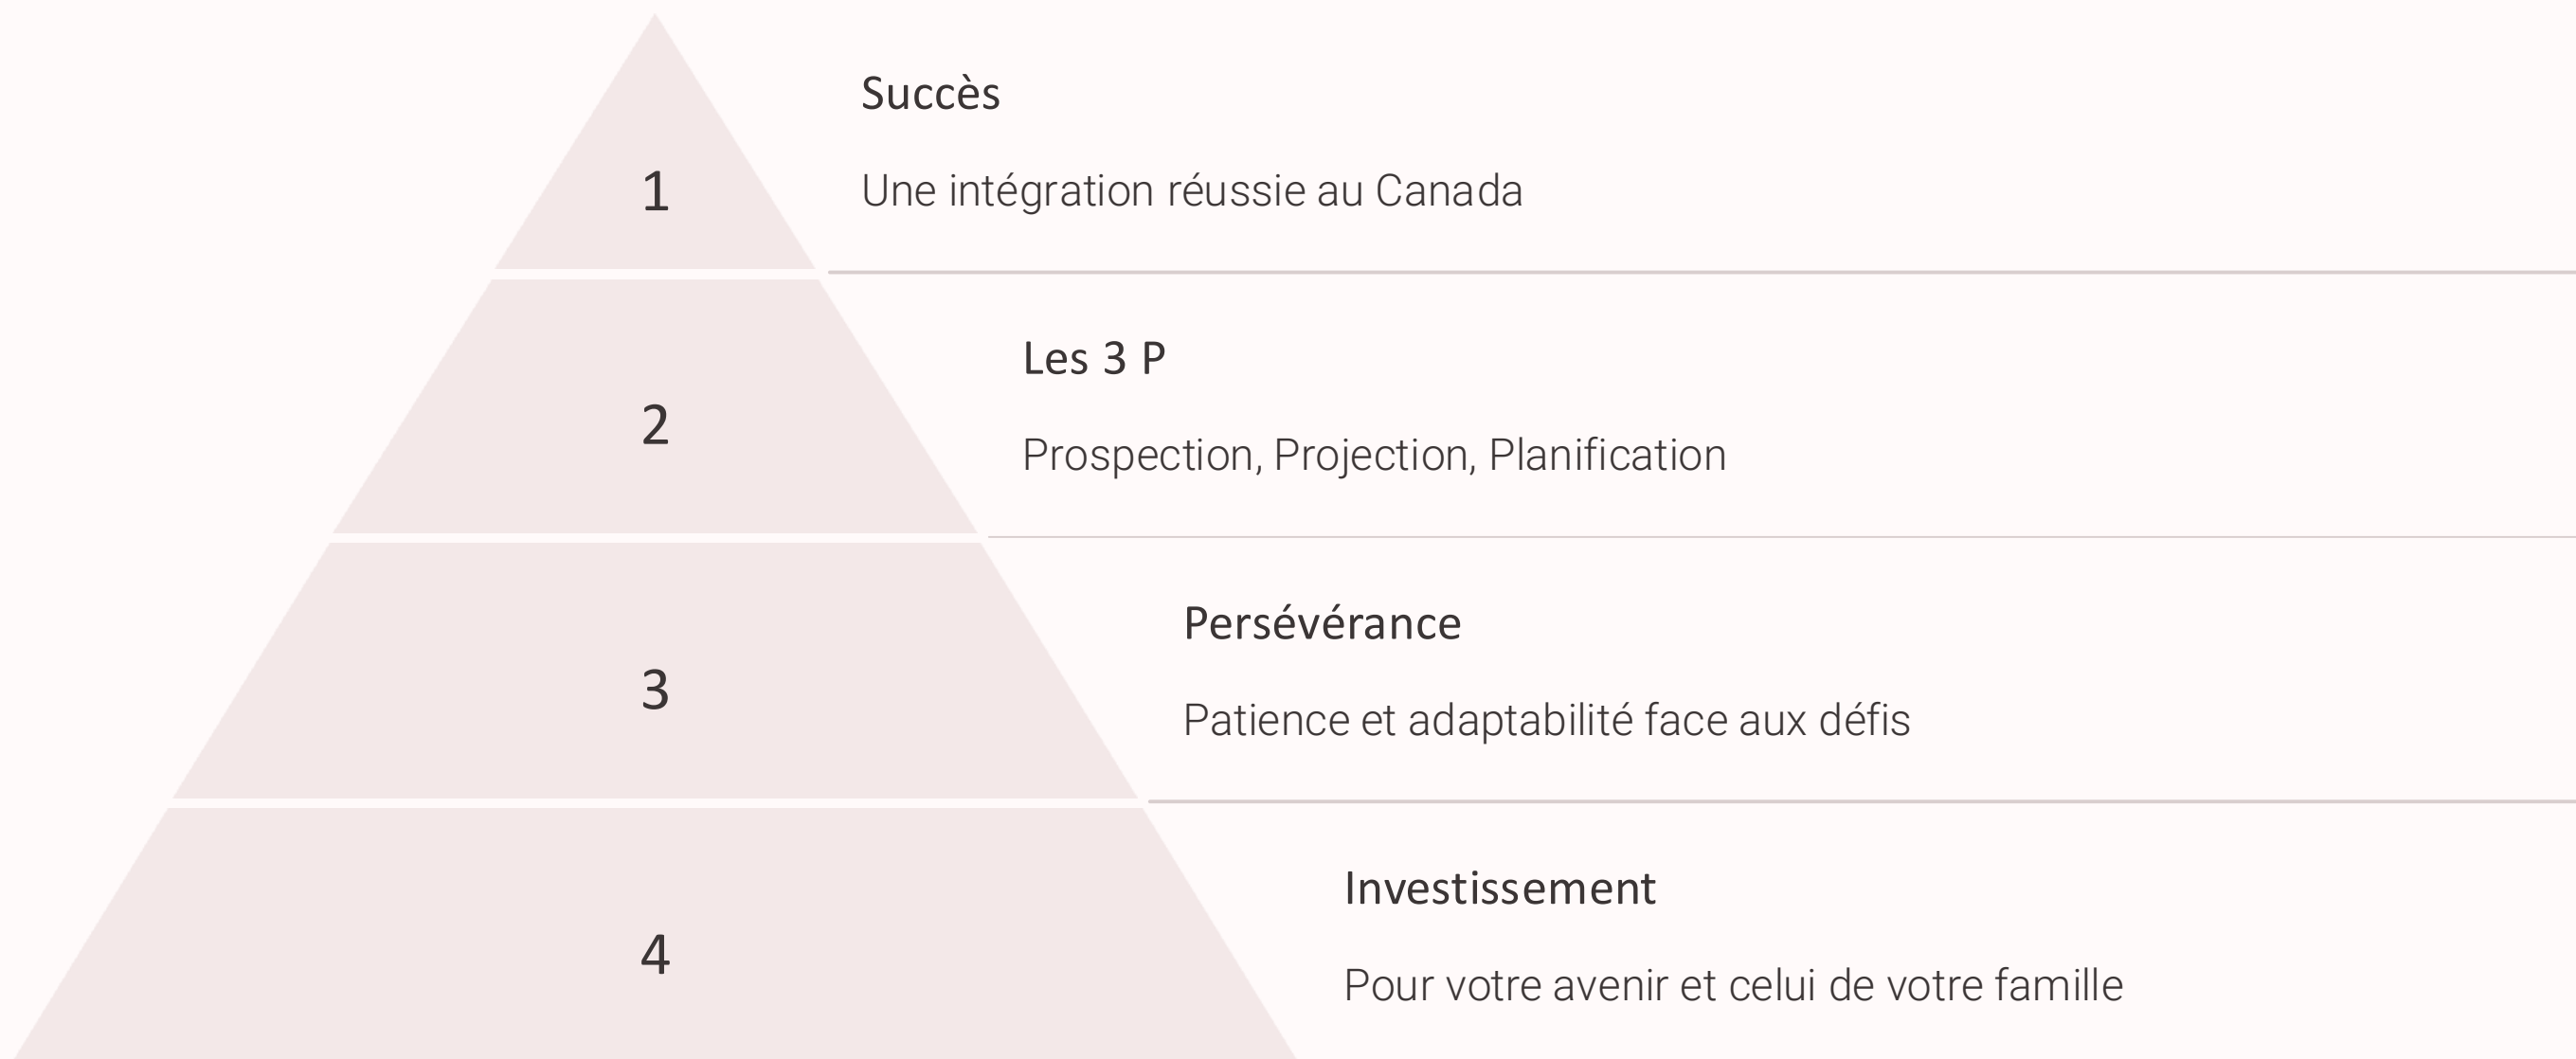 1
Succès
Une intégration réussie au Canada
2
Les 3 P
Prospection, Projection, Planification
3
Persévérance
Patience et adaptabilité face aux défis
4
Investissement
Pour votre avenir et celui de votre famille